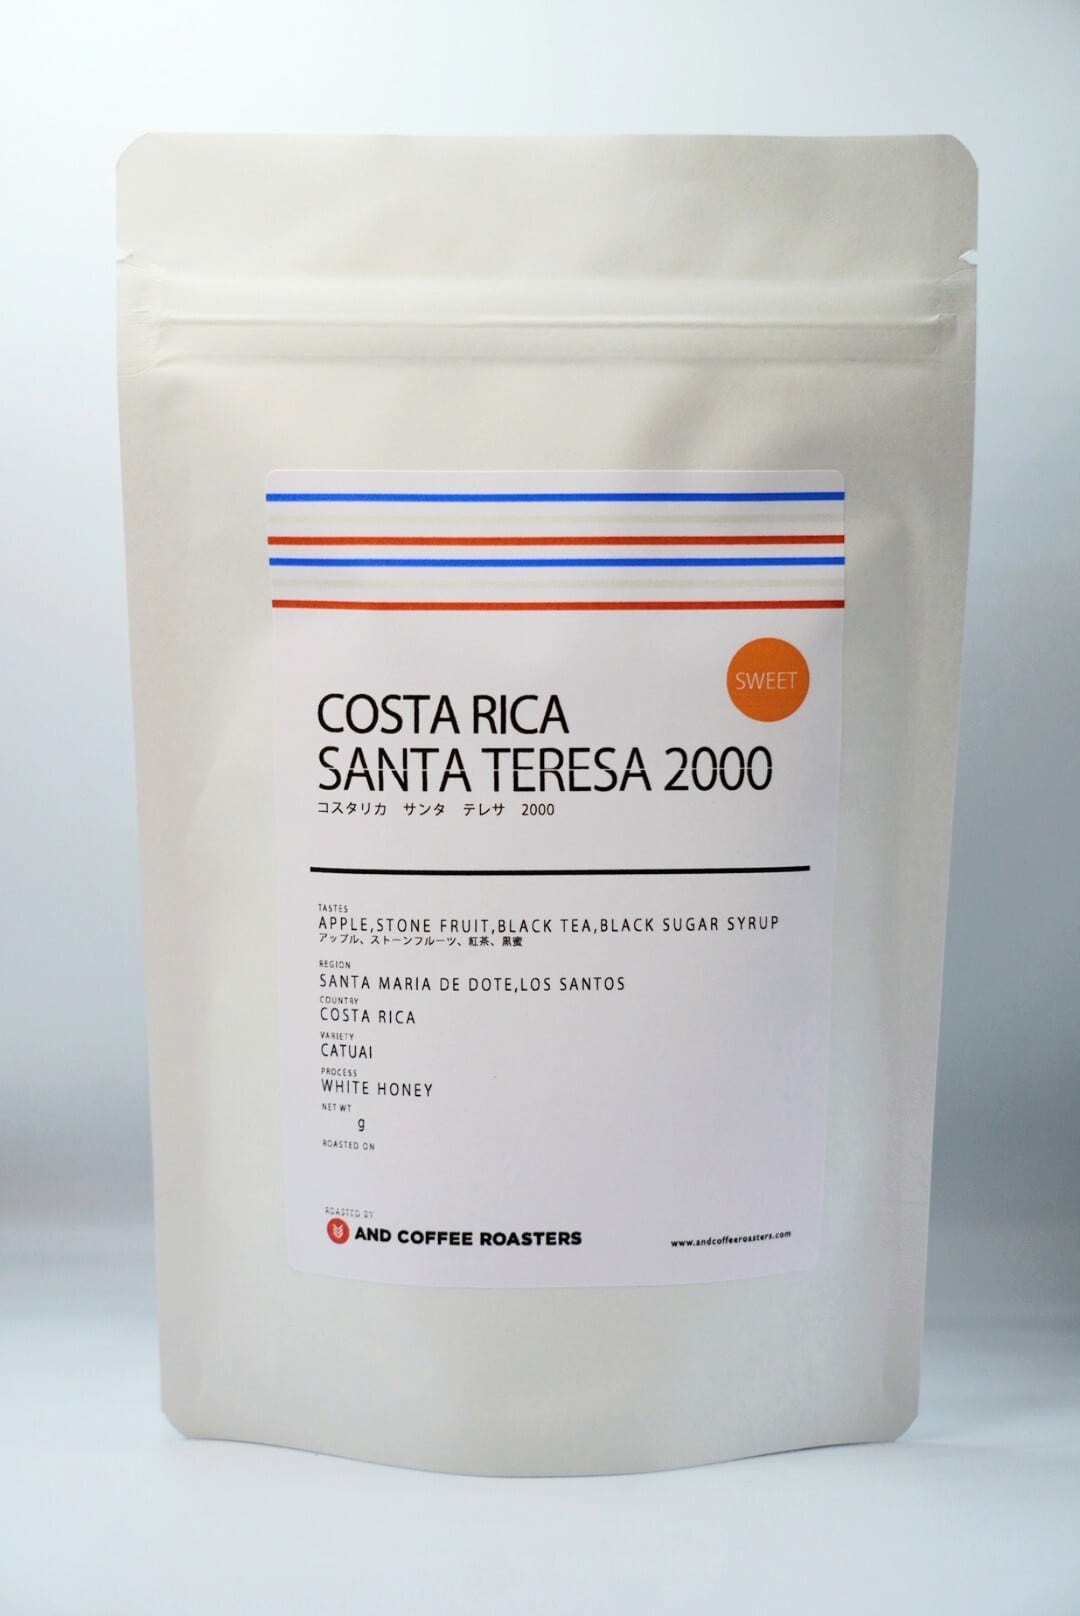 SWEET
COSTA RICA
SANTA TERESA 2000
コスタリカ サンタ テレサ 2000
TASTES
APPLE,STONE FRUIT,BLACK TEA,BLACK SUGAR SYRUP
アップル、ストーンフルーツ、紅茶、黒蜜
REGION
SANTA MARIA DE DOTE,LOS SANTOS
COUNTRY
COSTA RICA
VARIETY
CATUAI
PROCESS
WHITE HONEY
NET WT
g
ROASTED ON
ROASTED BY
AND COFFEE ROASTERS
www.andcoffeeroasters.com